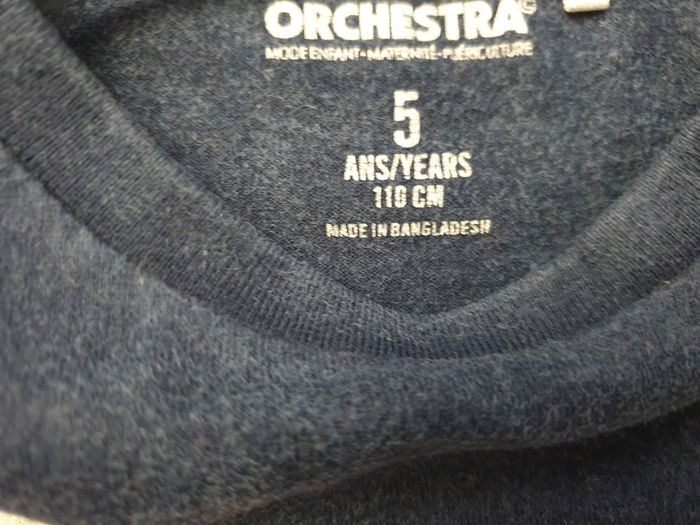 ORCHESTRA©
MODE ENFANT • MATERNITÉ • PUÉRICULTURE
5
ANS/YEARS
110 CM
MADE IN BANGLADESH